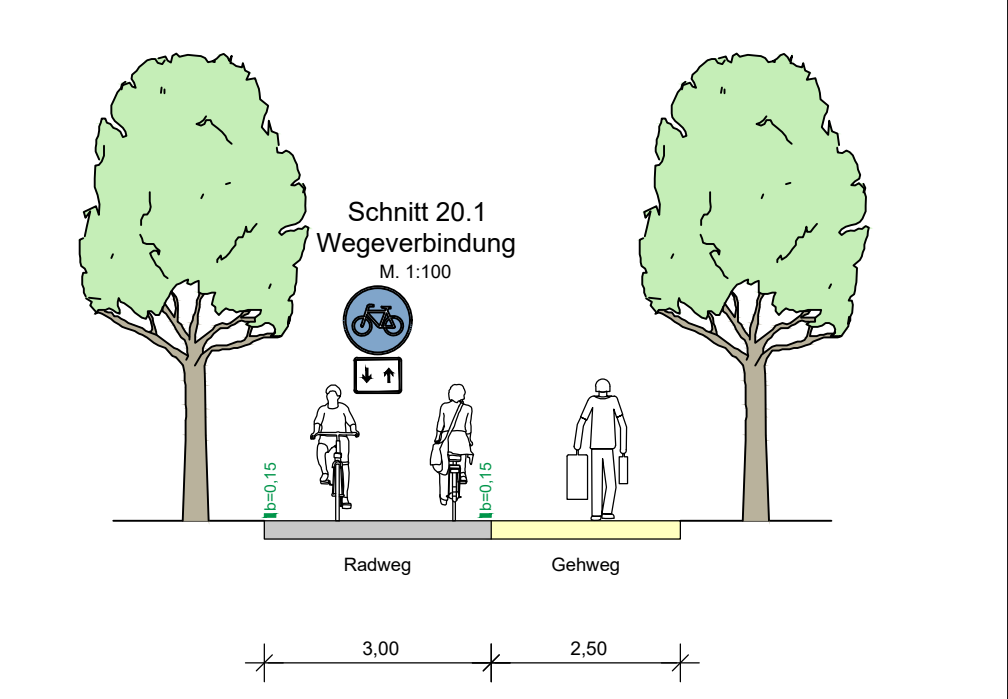 Schnitt 20.1
Wegeverbindung
M. 1:100
b=0,15
b=0,15
Radweg
Gehweg
3,00
2,50